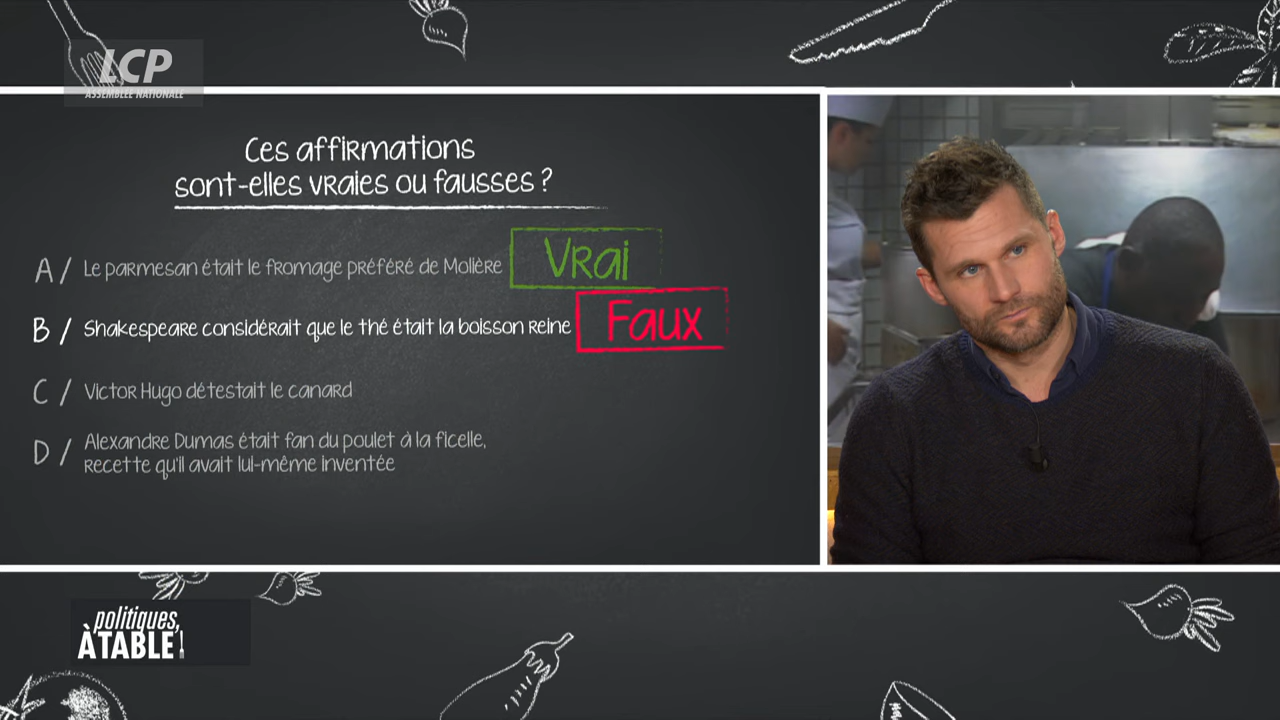 LCP
ASSEMBLÉE NATIONALE
Ces affirmations
sont-elles vraies ou fausses ?
A / Le parmesan était le fromage préféré de Molière Vrai
B / Shakespeare considérait que le thé était la boisson reine Faux
C / Victor Hugo détestait le canard
D / Alexandre Dumas était fan du poulet à la ficelle,
recette qu'il avait lui-même inventée
politiques,
À TABLE !